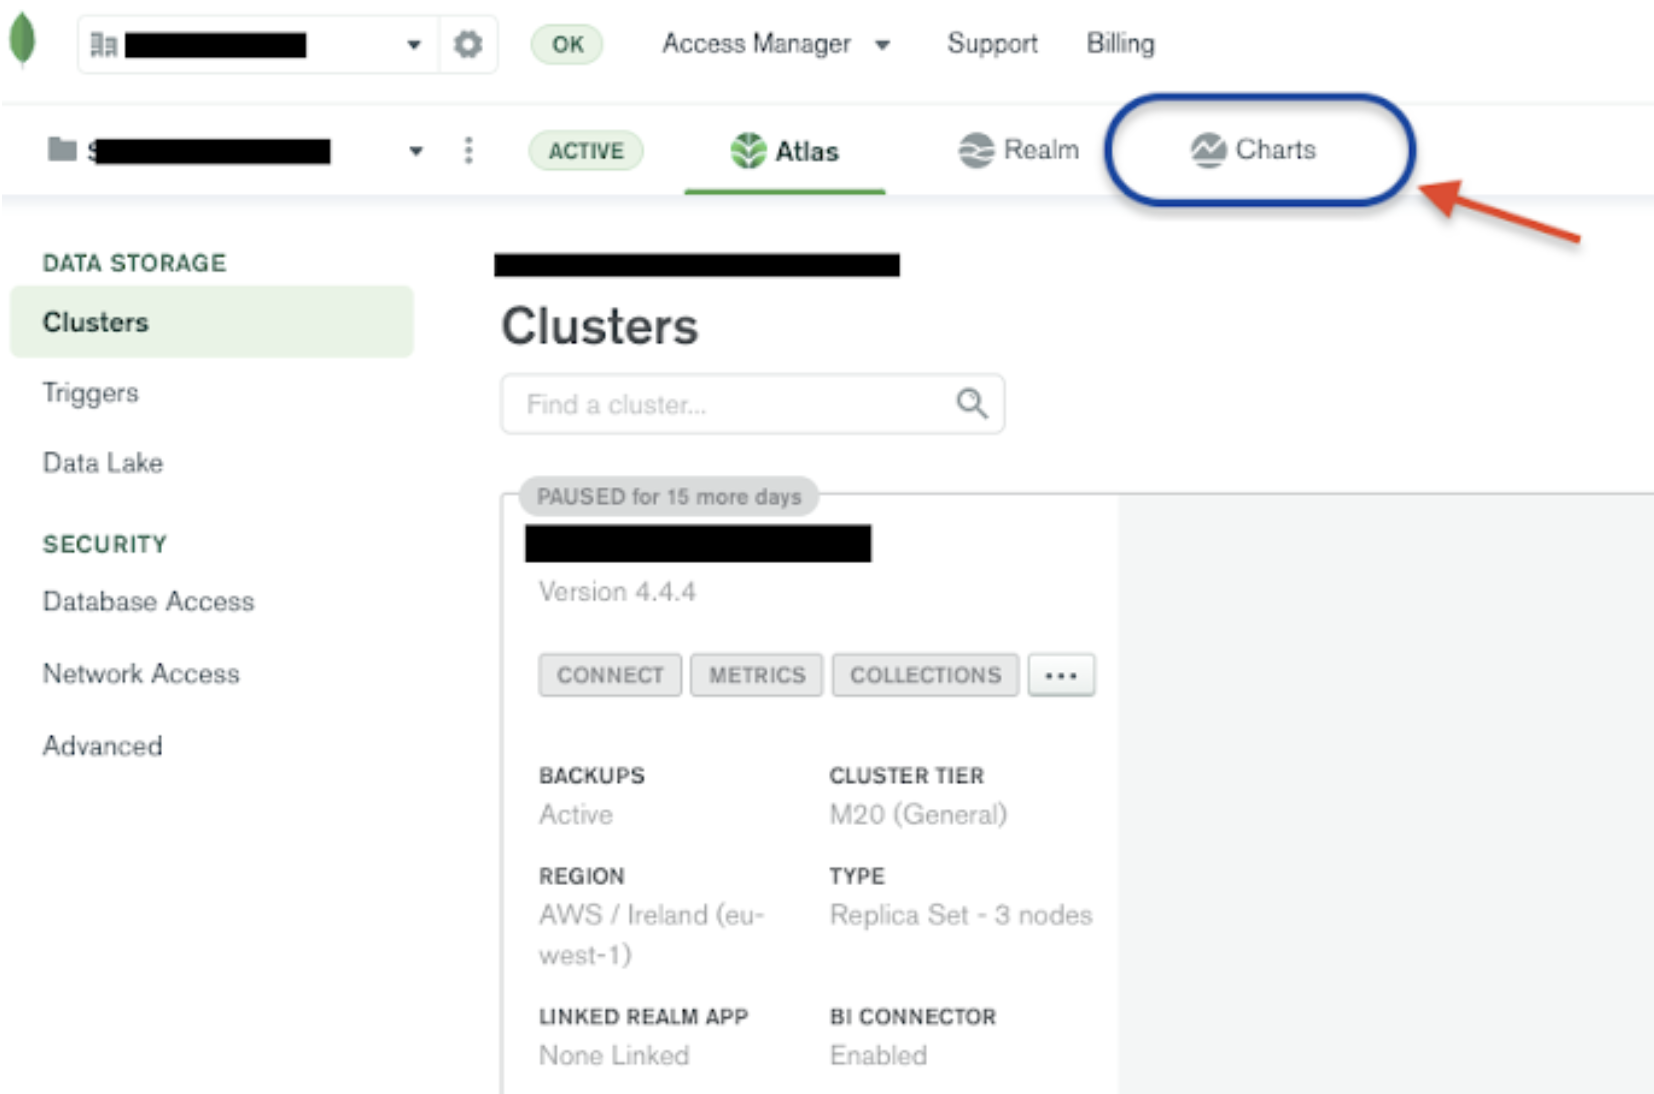 OK Access Manager Support Billing
ACTIVE Atlas Realm Charts
DATA STORAGE
Clusters
Triggers
Data Lake
SECURITY
Database Access
Network Access
Advanced
Clusters
Find a cluster...
PAUSED for 15 more days
Version 4.4.4
CONNECT METRICS COLLECTIONS ...
BACKUPS CLUSTER TIER
Active M20 (General)
REGION TYPE
AWS / Ireland (eu- Replica Set - 3 nodes
west-1)
LINKED REALM APP BI CONNECTOR
None Linked Enabled